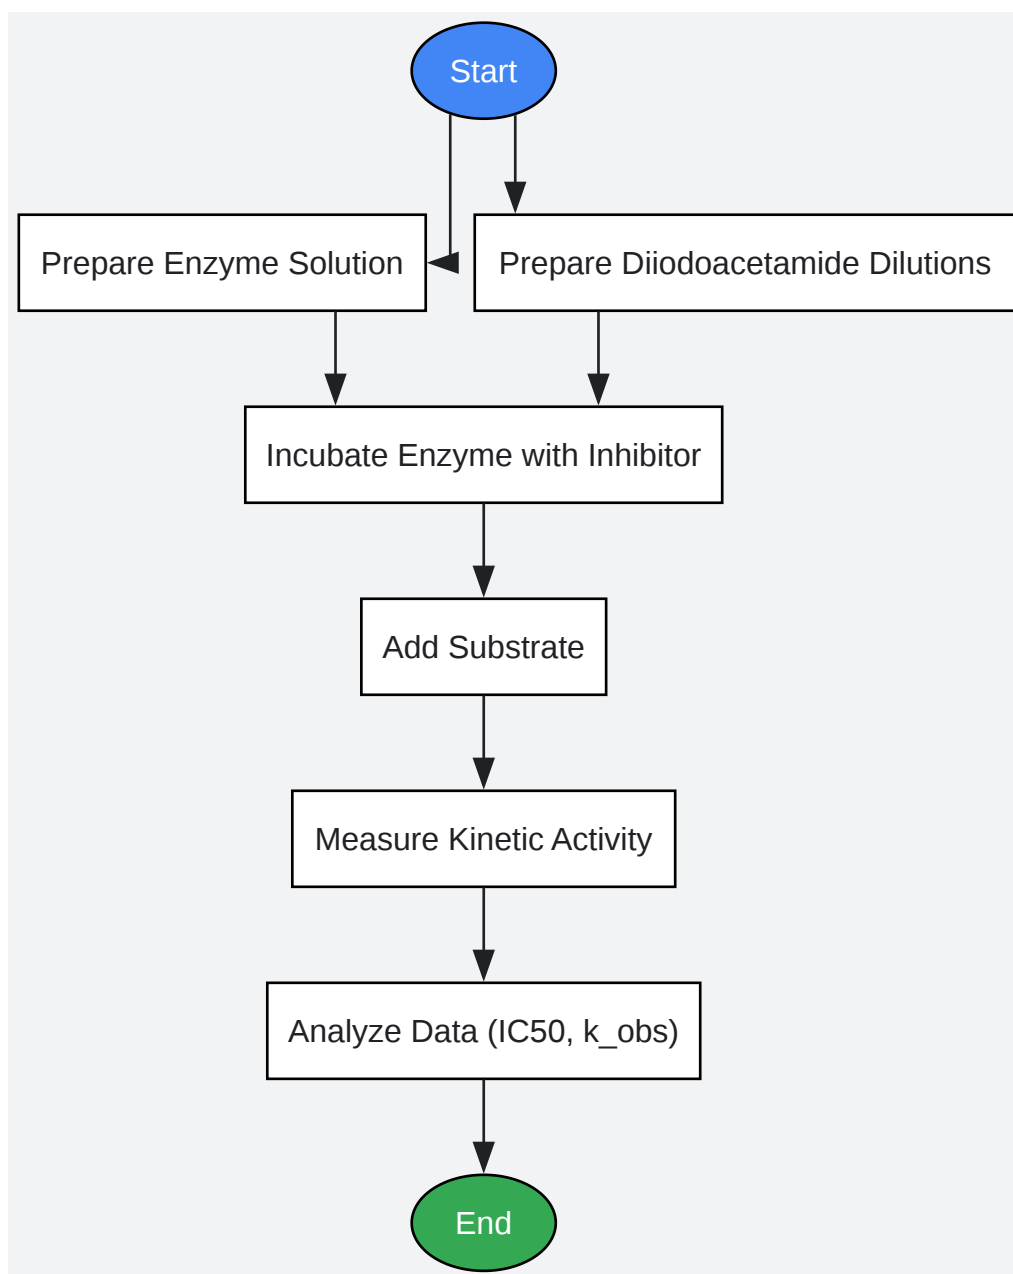 Start
Prepare Enzyme Solution
Prepare Diiodoacetamide Dilutions
Incubate Enzyme with Inhibitor
Add Substrate
Measure Kinetic Activity
Analyze Data (IC50, k_obs)
End